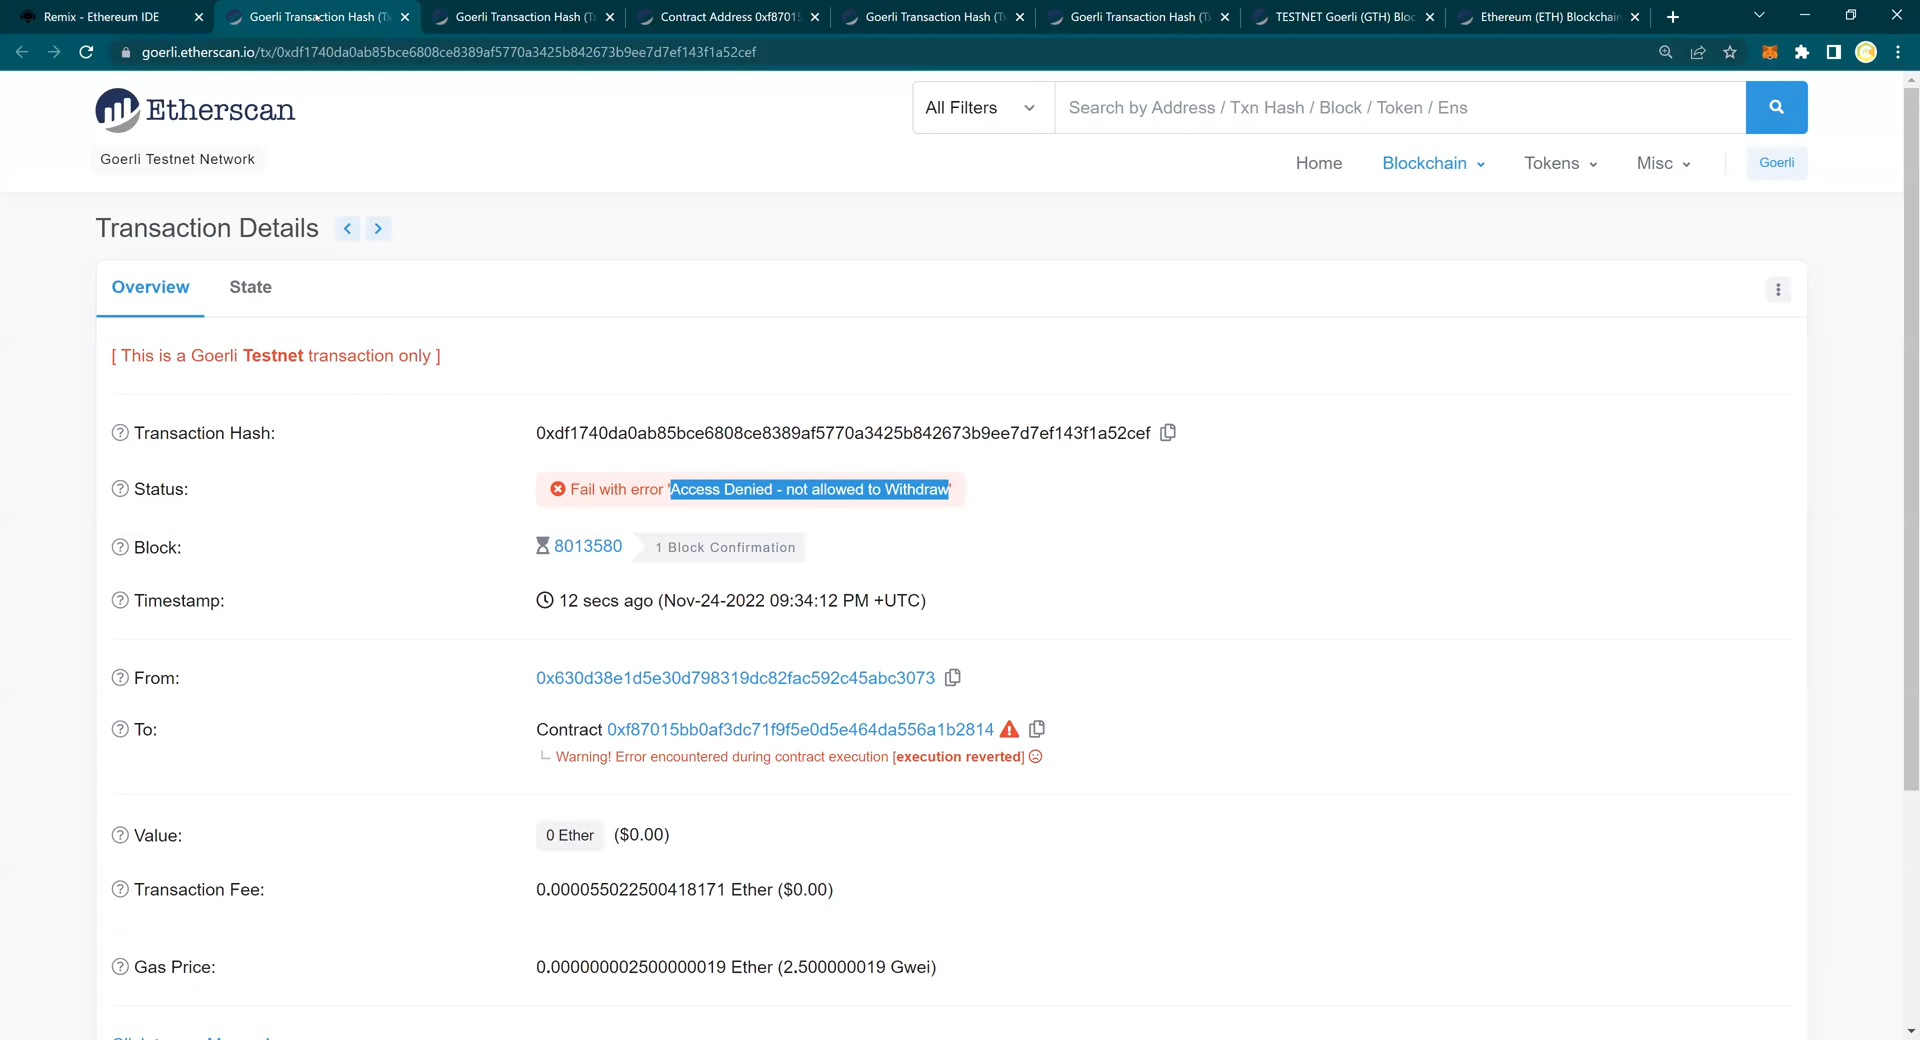 Remix - Ethereum IDE
Goerli Transaction Hash (T
Goerli Transaction Hash (T
Contract Address 0xf8701
Goerli Transaction Hash (T
Goerli Transaction Hash (T
TESTNET Goerli (GTH) Bloc
Ethereum (ETH) Blockchain
goerli.etherscan.io/tx/0xdf1740da0ab85bce6808ce8389af5770a3425b842673b9ee7d7ef143f1a52cef
Etherscan
All Filters
Search by Address / Txn Hash / Block / Token / Ens
Goerli Testnet Network
Home
Blockchain
Tokens
Misc
Goerli
Transaction Details
Overview
State
[ This is a Goerli Testnet transaction only ]
Transaction Hash:
0xdf1740da0ab85bce6808ce8389af5770a3425b842673b9ee7d7ef143f1a52cef
Status:
Fail with error 'Access Denied - not allowed to Withdraw'
Block:
8013580
1 Block Confirmation
Timestamp:
12 secs ago (Nov-24-2022 09:34:12 PM +UTC)
From:
0x630d38e1d5e30d798319dc82fac592c45abc3073
To:
Contract 0xf87015bb0af3dc71f9f5e0d5e464da556a1b2814
Warning! Error encountered during contract execution [execution reverted]
Value:
0 Ether
($0.00)
Transaction Fee:
0.000055022500418171 Ether ($0.00)
Gas Price:
0.000000002500000019 Ether (2.500000019 Gwei)